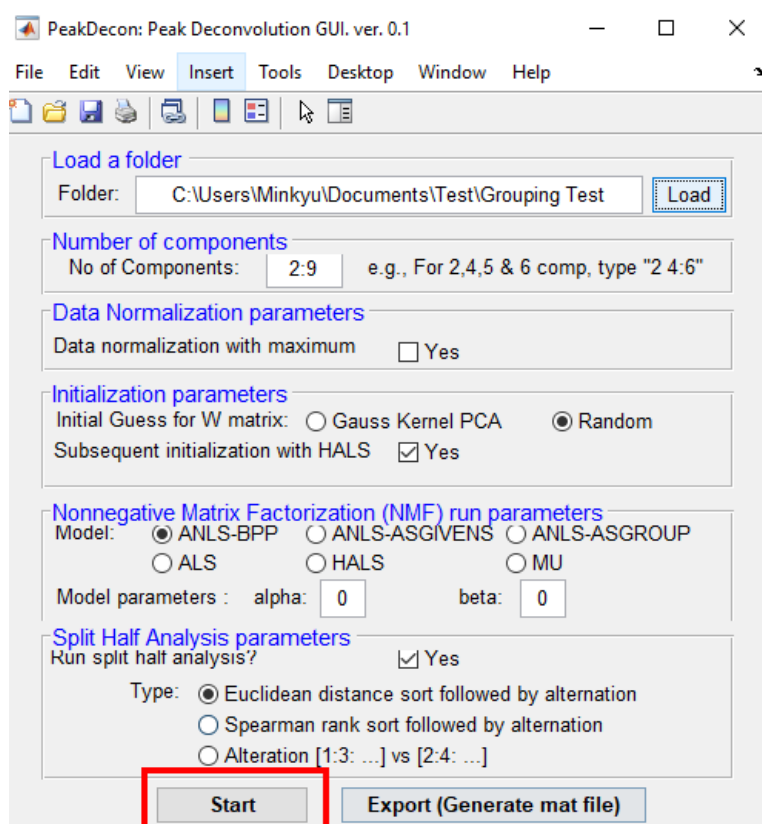 PeakDecon: Peak Deconvolution GUI. ver. 0.1
File Edit View Insert Tools Desktop Window Help
Load a folder
Folder: C:\Users\Minkyu\Documents\Test\Grouping Test Load
Number of components
No of Components: 2:9 e.g., For 2,4,5 & 6 comp, type "2 4:6"
Data Normalization parameters
Data normalization with maximum Yes
Initialization parameters
Initial Guess for W matrix: Gauss Kernel PCA Random
Subsequent initialization with HALS Yes
Nonnegative Matrix Factorization (NMF) run parameters
Model: ANLS-BPP ANLS-ASGIVENS ANLS-ASGROUP
ALS HALS MU
Model parameters : alpha: 0 beta: 0
Split Half Analysis parameters
Run split half analysis? Yes
Type: Euclidean distance sort followed by alternation
Spearman rank sort followed by alternation
Alteration [1:3: ...] vs [2:4: ...]
Start Export (Generate mat file)